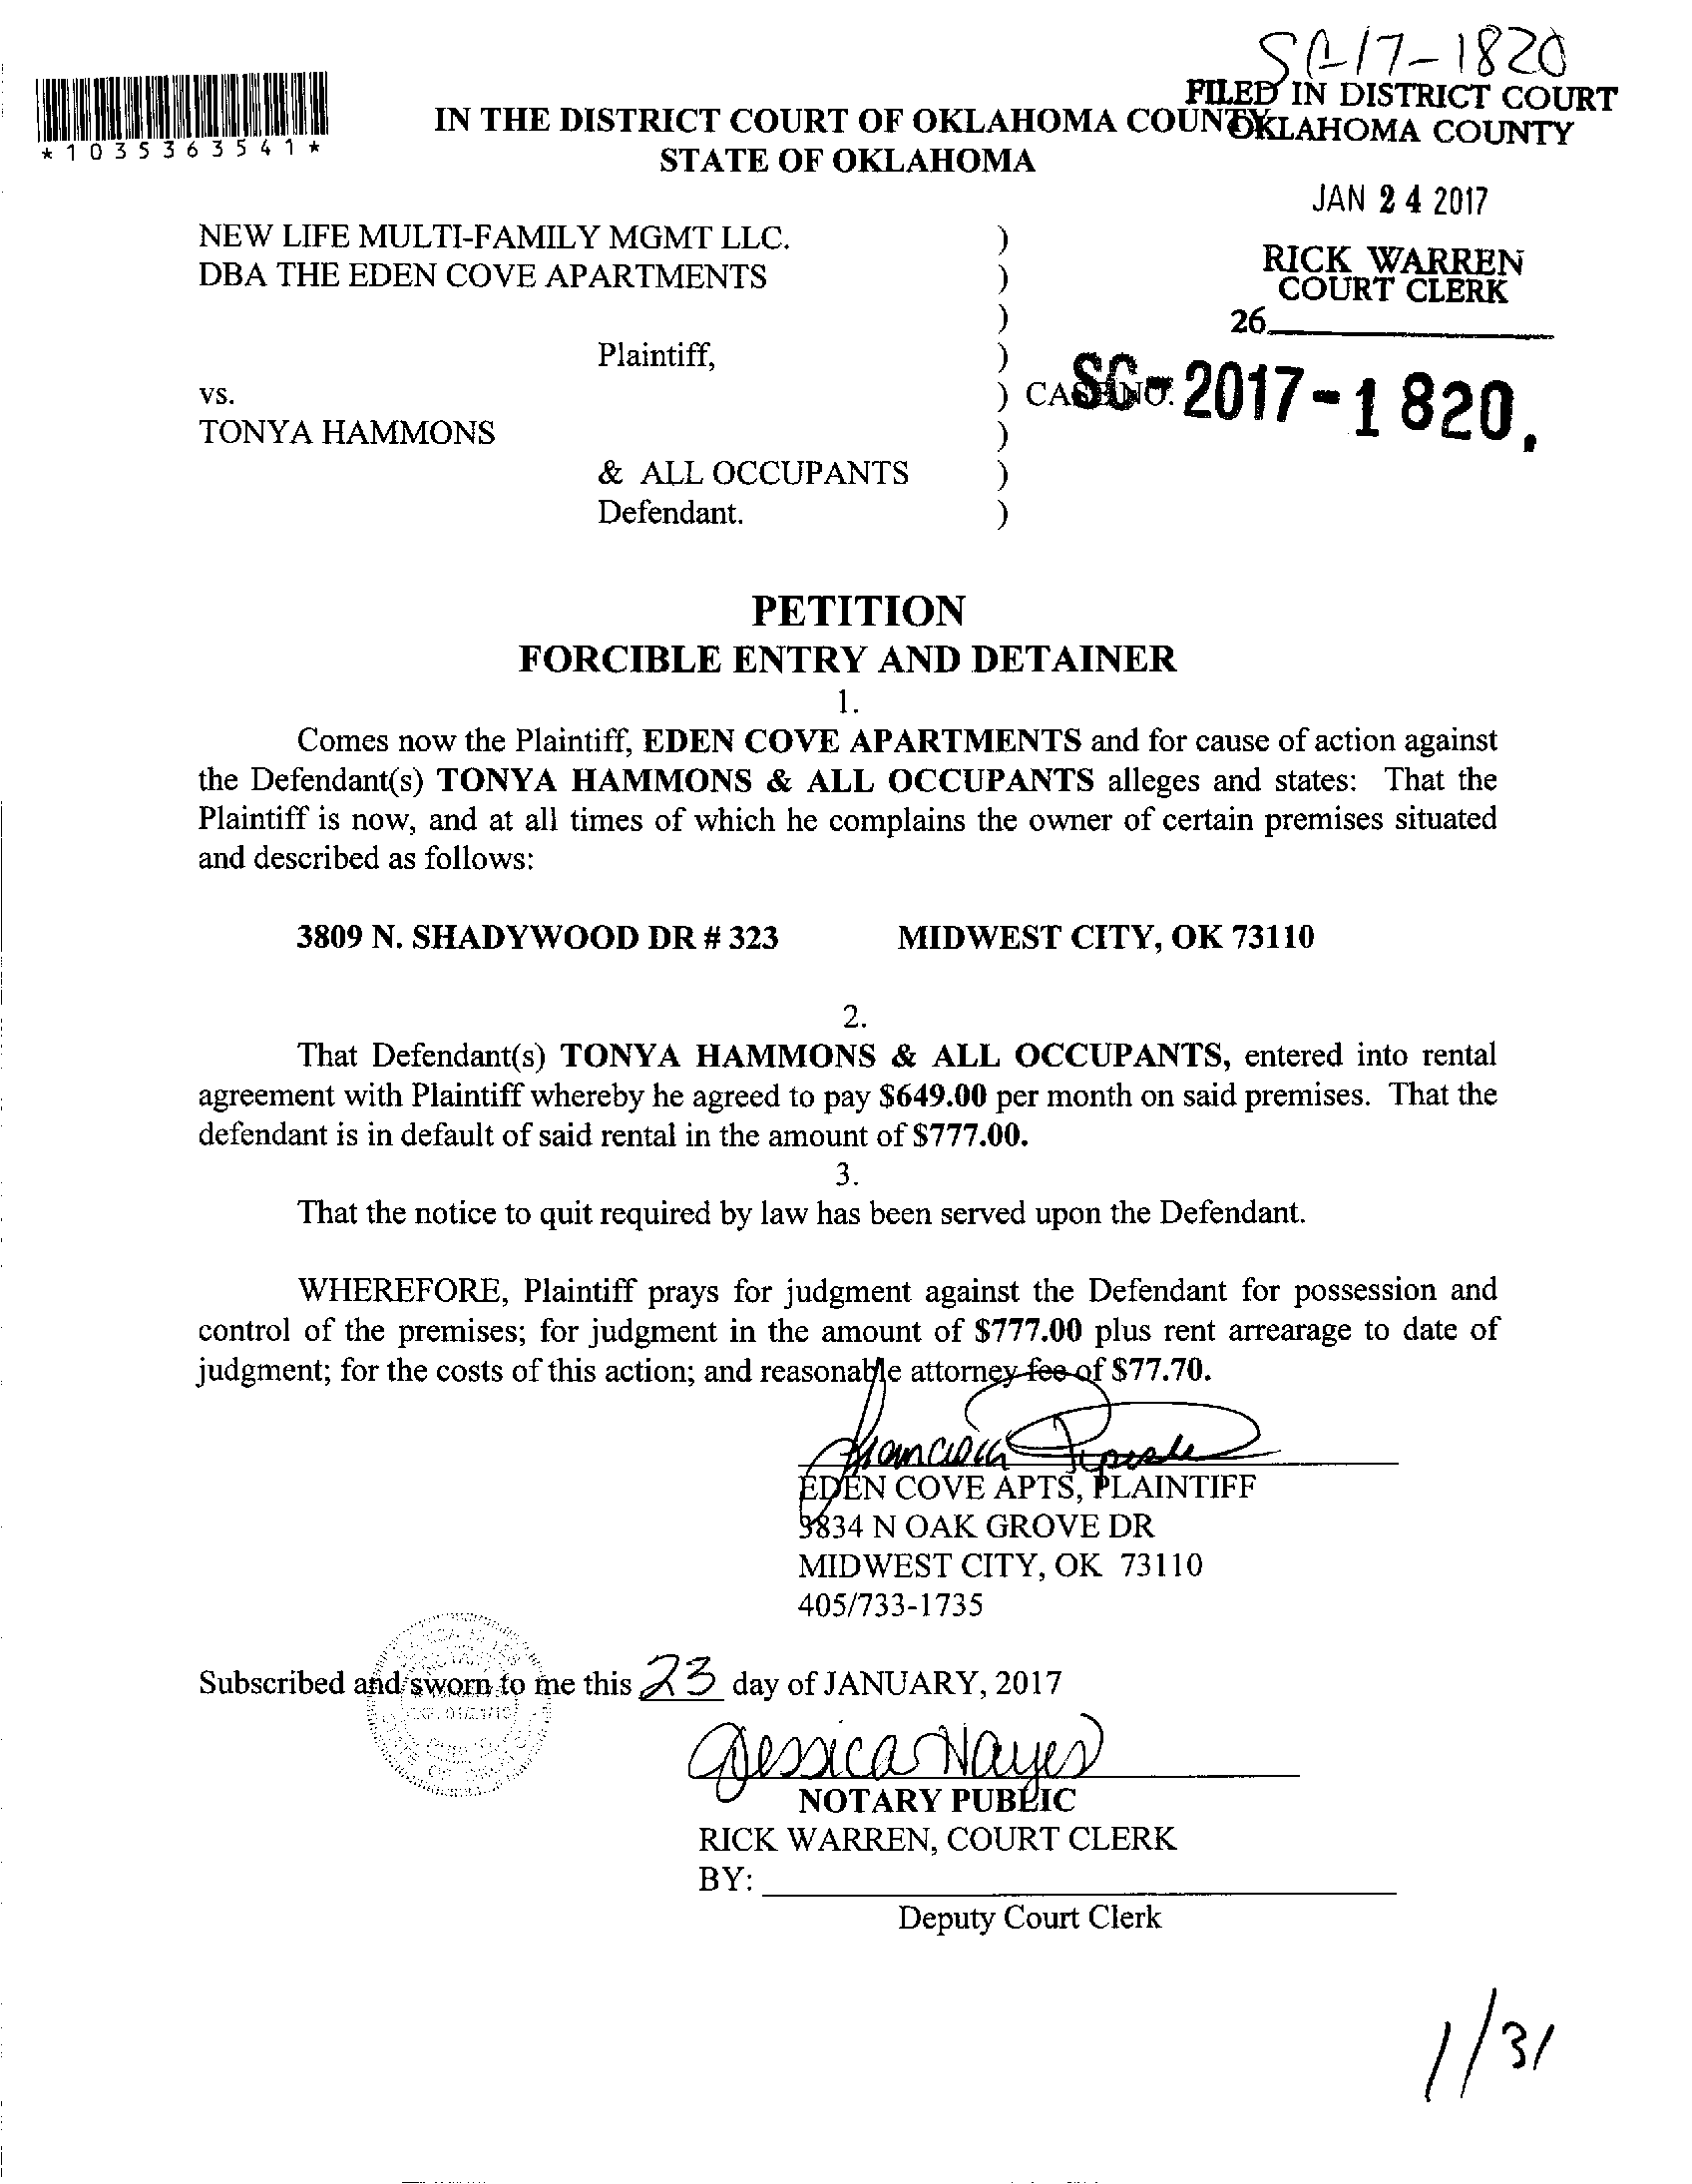 SC-17-1820
FILED IN DISTRICT COURT
OKLAHOMA COUNTY
*1035363541*
IN THE DISTRICT COURT OF OKLAHOMA COUNTY
STATE OF OKLAHOMA
JAN 24 2017
RICK WARREN
COURT CLERK
26
NEW LIFE MULTI-FAMILY MGMT LLC. )
DBA THE EDEN COVE APARTMENTS )
)
Plaintiff, )
vs. ) CASE NO. SC-2017-1820.
TONYA HAMMONS )
& ALL OCCUPANTS )
Defendant. )
PETITION
FORCIBLE ENTRY AND DETAINER
1.
Comes now the Plaintiff, EDEN COVE APARTMENTS and for cause of action against
the Defendant(s) TONYA HAMMONS & ALL OCCUPANTS alleges and states: That the
Plaintiff is now, and at all times of which he complains the owner of certain premises situated
and described as follows:
3809 N. SHADYWOOD DR # 323 MIDWEST CITY, OK 73110
2.
That Defendant(s) TONYA HAMMONS & ALL OCCUPANTS, entered into rental
agreement with Plaintiff whereby he agreed to pay $649.00 per month on said premises. That the
defendant is in default of said rental in the amount of $777.00.
3.
That the notice to quit required by law has been served upon the Defendant.
WHEREFORE, Plaintiff prays for judgment against the Defendant for possession and
control of the premises; for judgment in the amount of $777.00 plus rent arrearage to date of
judgment; for the costs of this action; and reasonable attorney fee of $77.70.
EDEN COVE APTS, PLAINTIFF
3834 N OAK GROVE DR
MIDWEST CITY, OK 73110
405/733-1735
Subscribed and sworn to me this 23 day of JANUARY, 2017
Jessica Hayes
NOTARY PUBLIC
RICK WARREN, COURT CLERK
BY:
Deputy Court Clerk
1/31